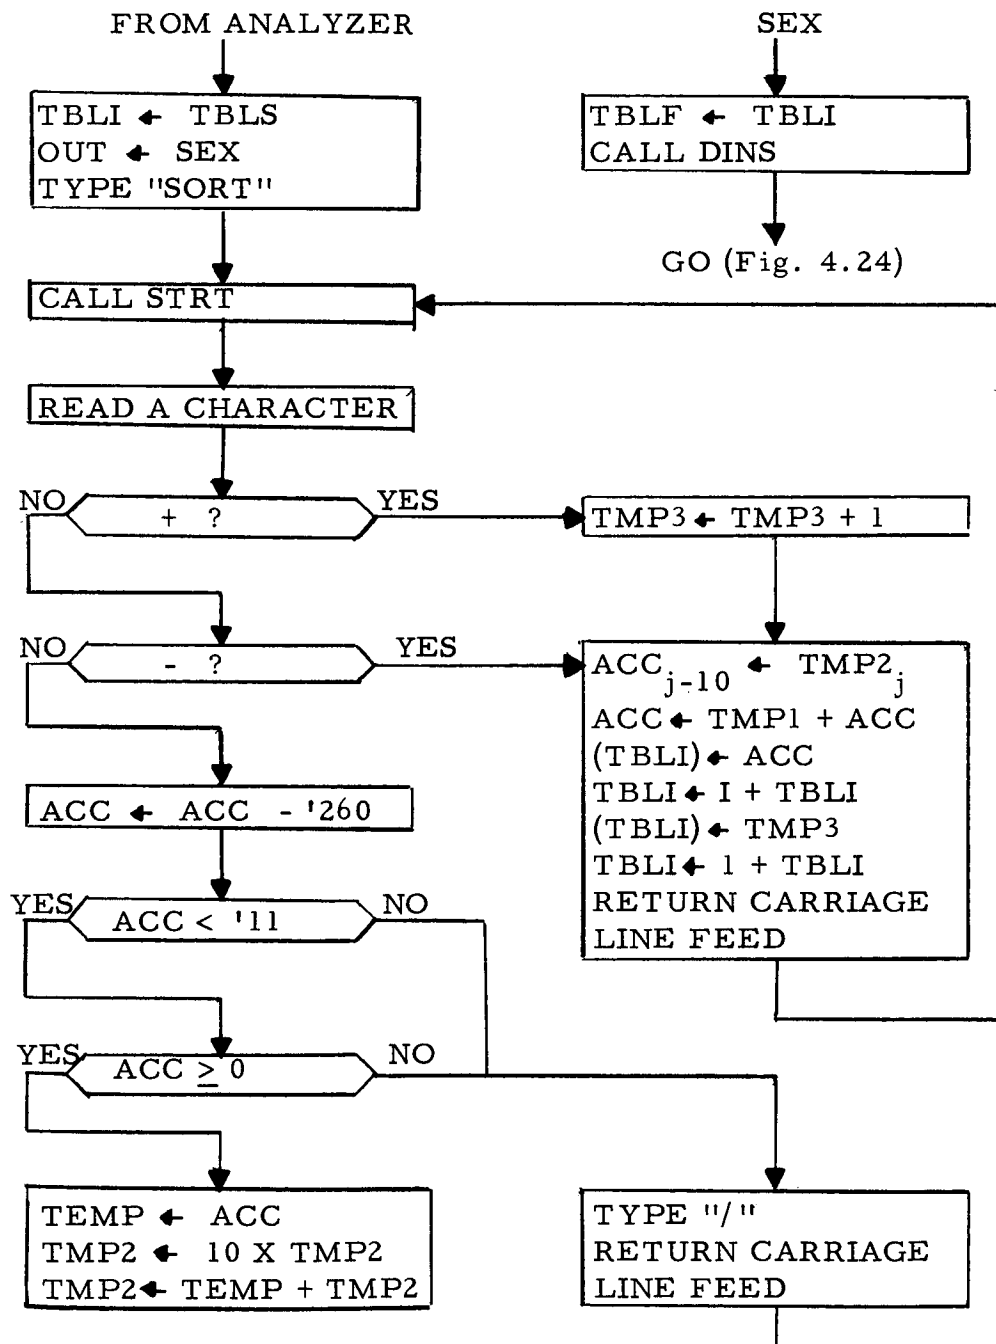 FROM ANALYZER
TBLI ← TBLS
OUT ← SEX
TYPE "SORT"
CALL STRT
READ A CHARACTER
NO
+ ?
YES
TMP3 ← TMP3 + 1
NO
- ?
YES
ACC j-10 ← TMP2 j
ACC ← TMP1 + ACC
(TBLI) ← ACC
TBLI ← I + TBLI
(TBLI) ← TMP3
TBLI ← 1 + TBLI
RETURN CARRIAGE
LINE FEED
ACC ← ACC - '260
YES
ACC < '11
NO
YES
ACC ≥ 0
NO
TEMP ← ACC
TMP2 ← 10 X TMP2
TMP2 ← TEMP + TMP2
TYPE "/"
RETURN CARRIAGE
LINE FEED
SEX
TBLF ← TBLI
CALL DINS
GO (Fig. 4.24)